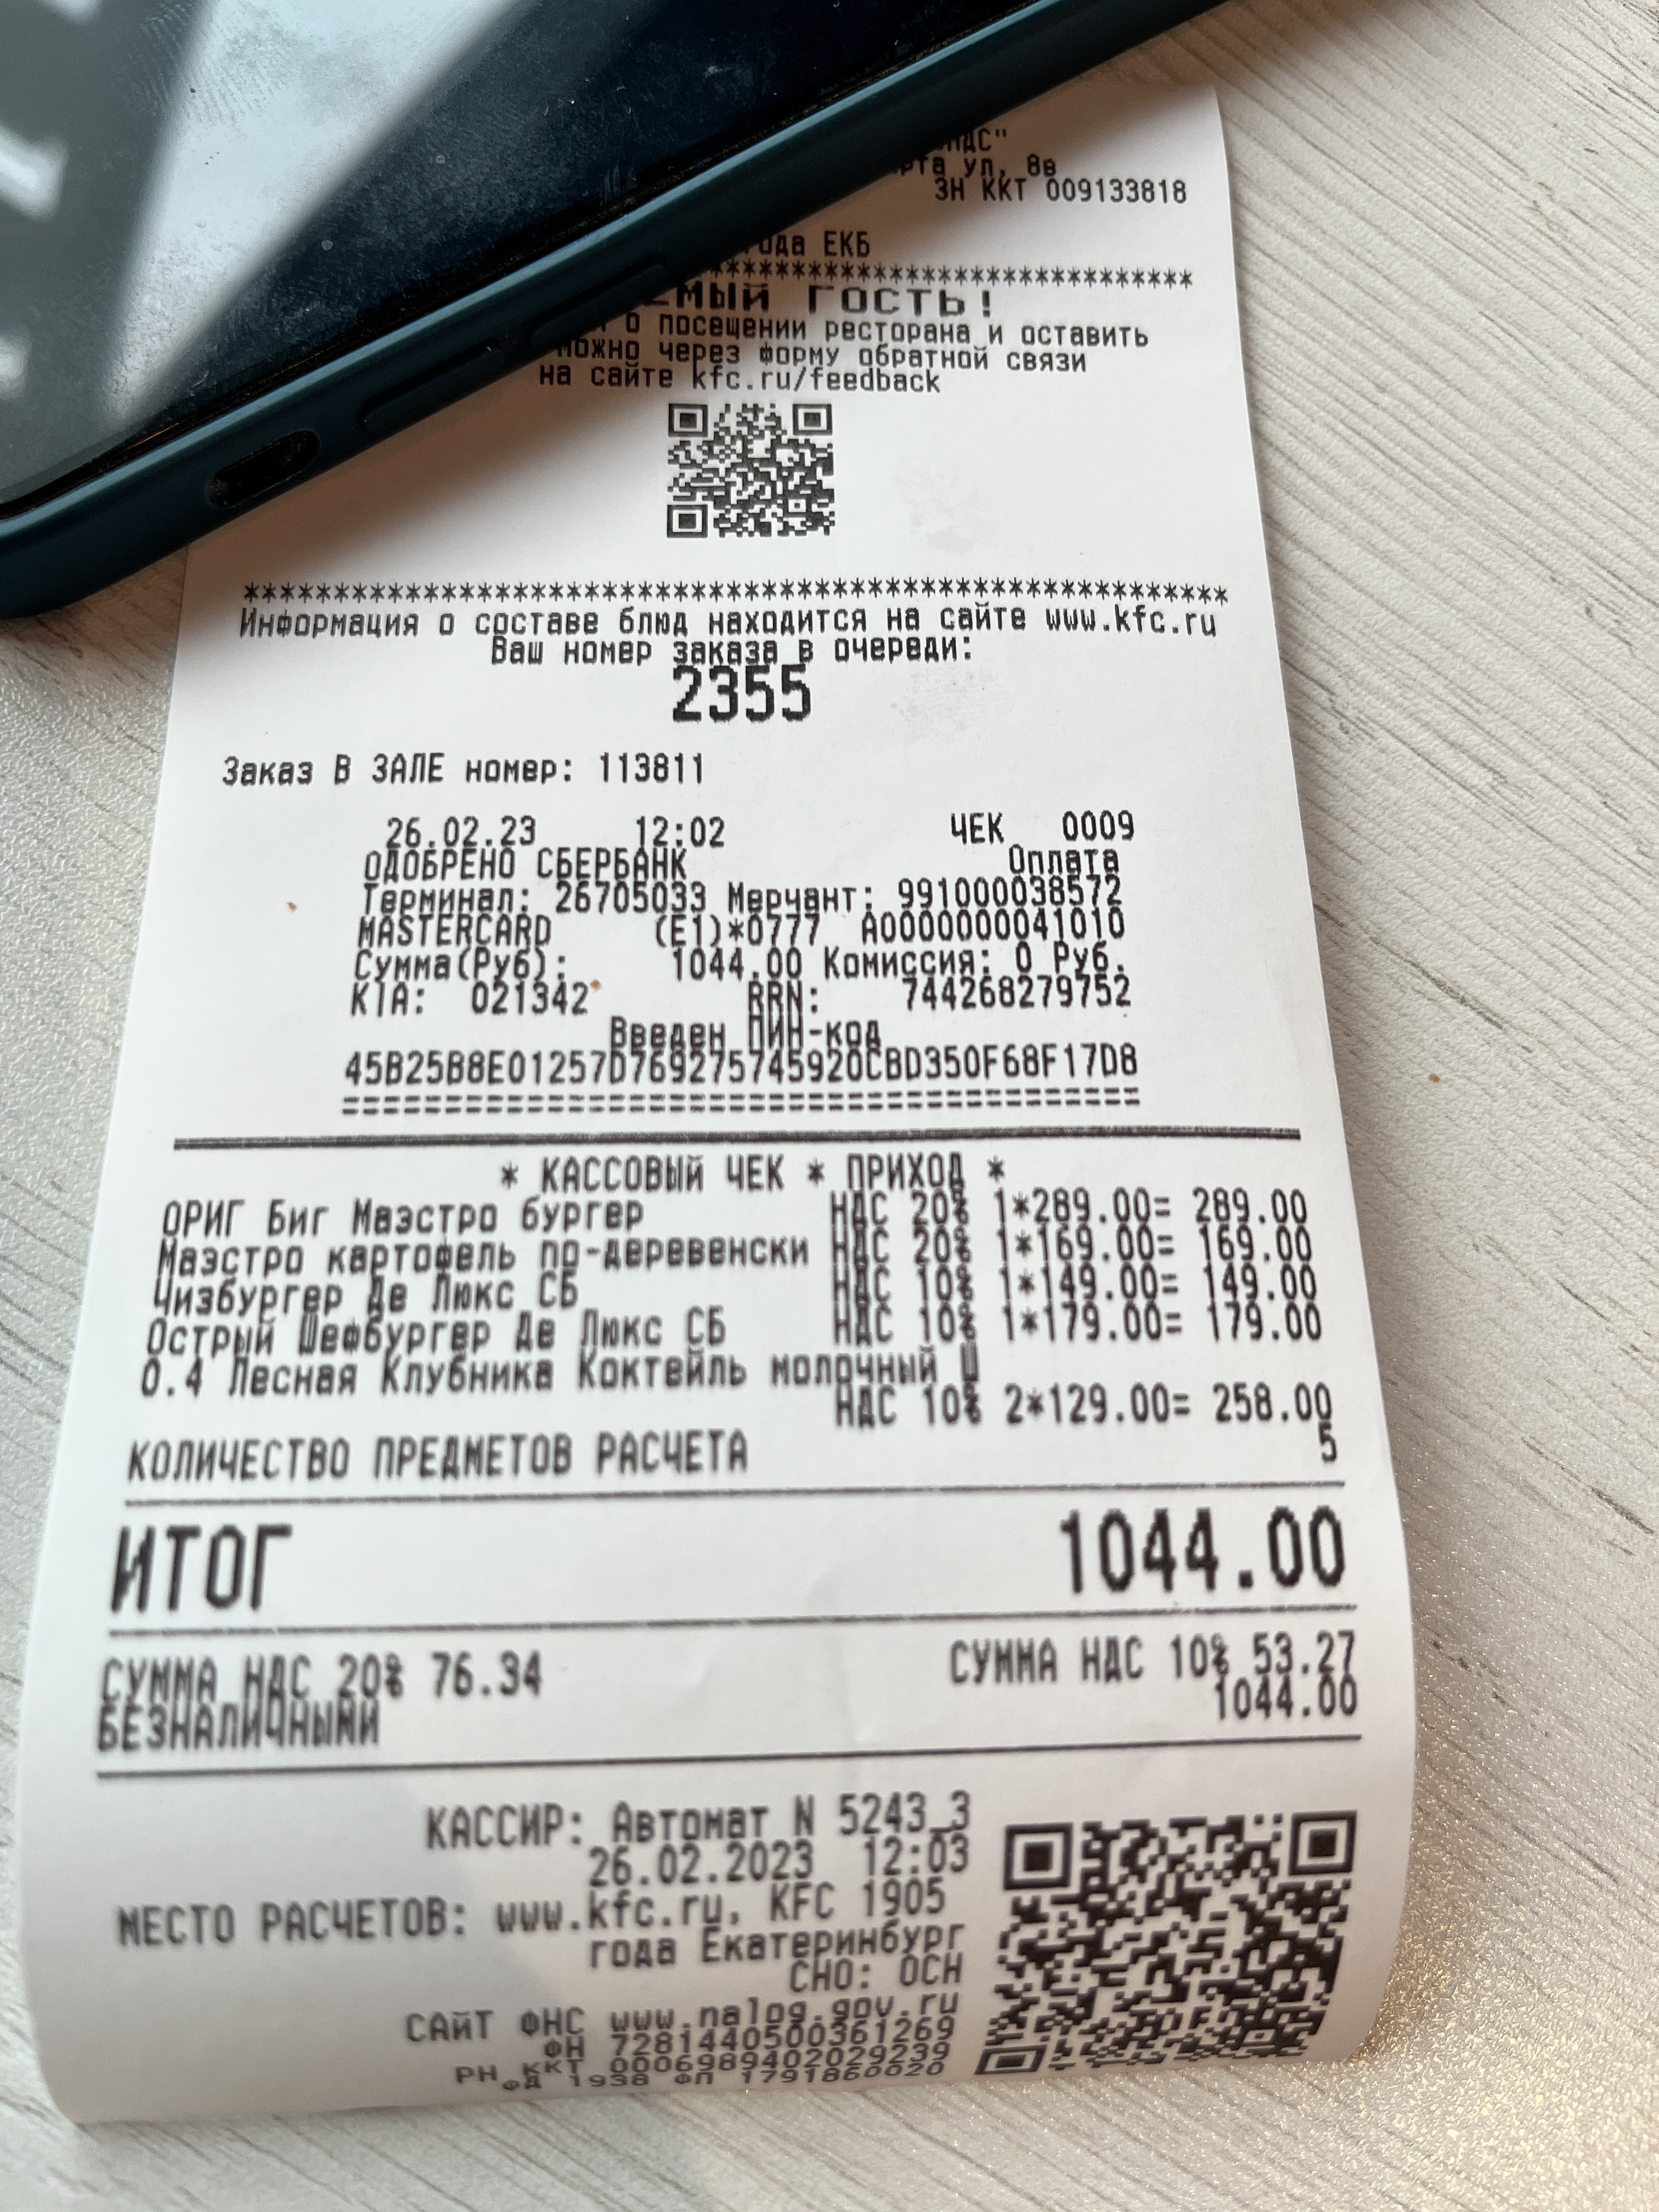 ул, 8в
ЗН ККТ 009133818
ЕКБ
******************************
ГОСТЬ!
о посещении ресторана и оставить
можно через форму обратной связи
на сайте kfc.ru/feedback
*******************************************************
Информация о составе блюд находится на сайте www.kfc.ru
Ваш номер заказа в очереди:
2355
Заказ В ЗАЛЕ номер: 113811
26.02.23 12:02 ЧЕК 0009
ОДОБРЕНО СБЕРБАНК Оплата
Терминал: 26705033 Мерчант: 991000038572
MASTERCARD (E1)*0777 A0000000041010
Сумма(Руб): 1044.00 Комиссия: 0 Руб.
К|А: 021342 RRN: 744268279752
Введен ПИН-код
45B25B8E01257D769275745920CBD350F68F17D8
========================================
* КАССОВЫЙ ЧЕК * ПРИХОД *
ОРИГ Биг Маэстро бургер НДС 20% 1*289.00= 289.00
Маэстро картофель по-деревенски НДС 20% 1*169.00= 169.00
Чизбургер Де Люкс СБ НДС 10% 1*149.00= 149.00
Острый Шефбургер Де Люкс СБ НДС 10% 1*179.00= 179.00
0.4 Лесная Клубника Коктейль молочный Ш
НДС 10% 2*129.00= 258.00
КОЛИЧЕСТВО ПРЕДМЕТОВ РАСЧЕТА 5
ИТОГ 1044.00
СУММА НДС 20% 76.34 СУММА НДС 10% 53.27
БЕЗНАЛИЧНЫМИ 1044.00
КАССИР: Автомат N 5243_3
26.02.2023 12:03
МЕСТО РАСЧЕТОВ: www.kfc.ru, KFC 1905
года Екатеринбург
СНО: ОСН
САЙТ ФНС www.nalog.gov.ru
ФН 7281440500361269
РН ККТ 0006989402029239
ФД 1938 ФП 1791860020